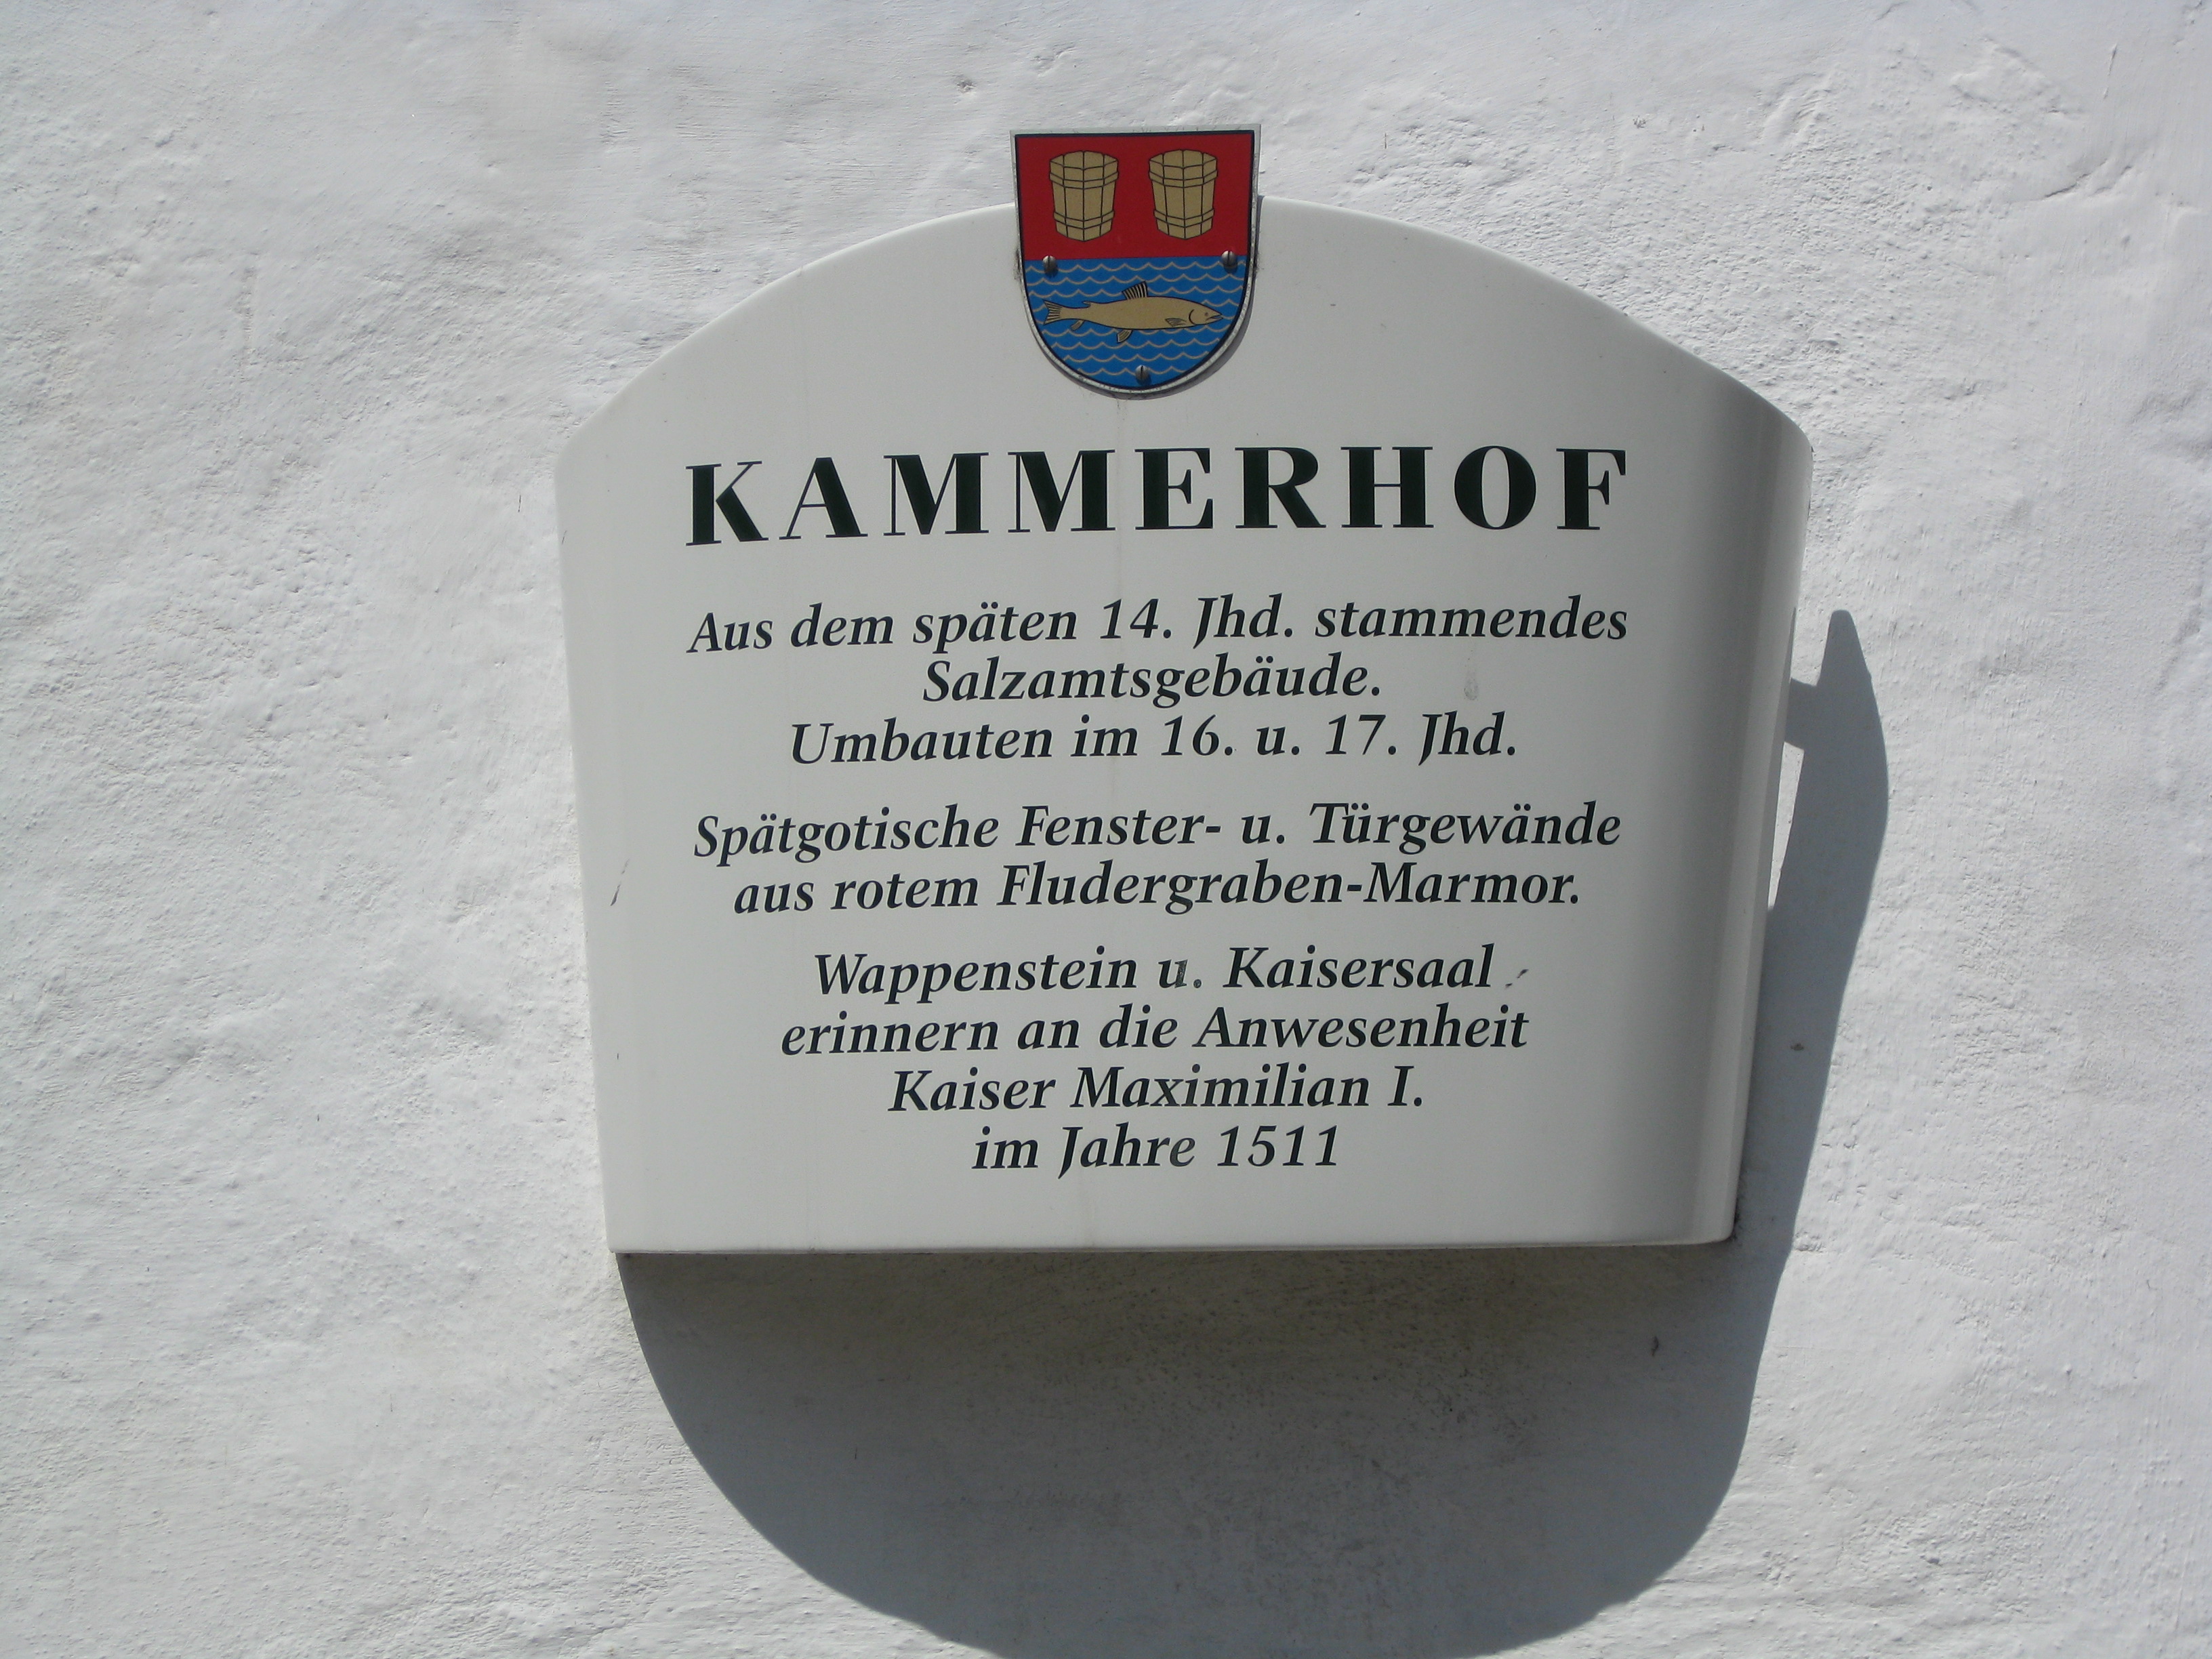 KAMMERHOF
Aus dem späten 14. Jhd. stammendes
Salzamtsgebäude.
Umbauten im 16. u. 17. Jhd.
Spätgotische Fenster- u. Türgewände
aus rotem Fludergraben-Marmor.
Wappenstein u. Kaisersaal
erinnern an die Anwesenheit
Kaiser Maximilian I.
im Jahre 1511